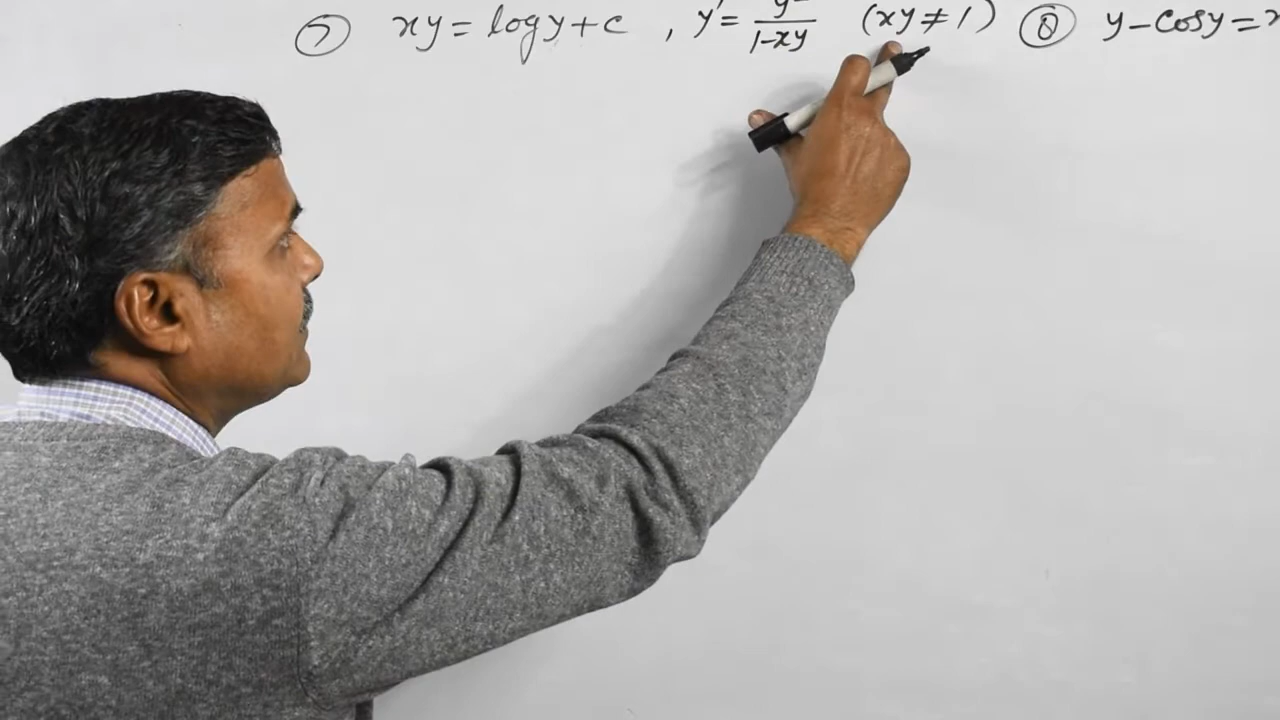 ⑦ xy = log y + c , y' = y²/(1-xy) (xy ≠ 1) ⑧ y - cos y = x